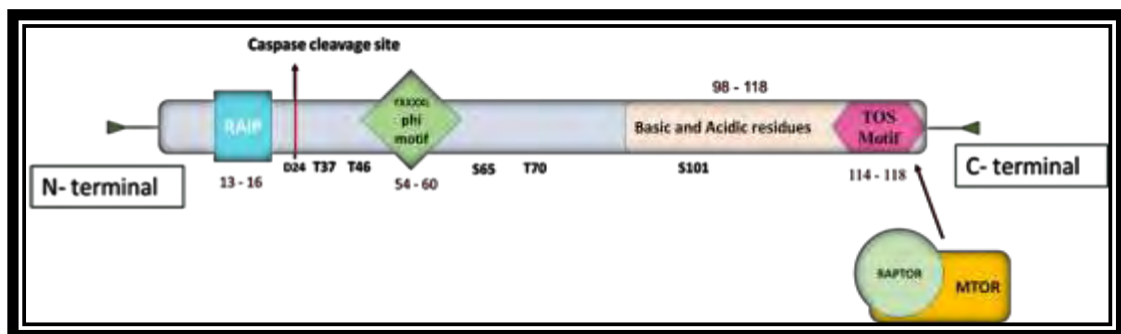 Caspase cleavage site
98 - 118
RAIP
phi
motif
Basic and Acidic residues
TOS
Motif
D24 T37 T46 S65 T70 S101
N- terminal
13 - 16
54 - 60
114 - 118
C- terminal
RAPTOR
MTOR